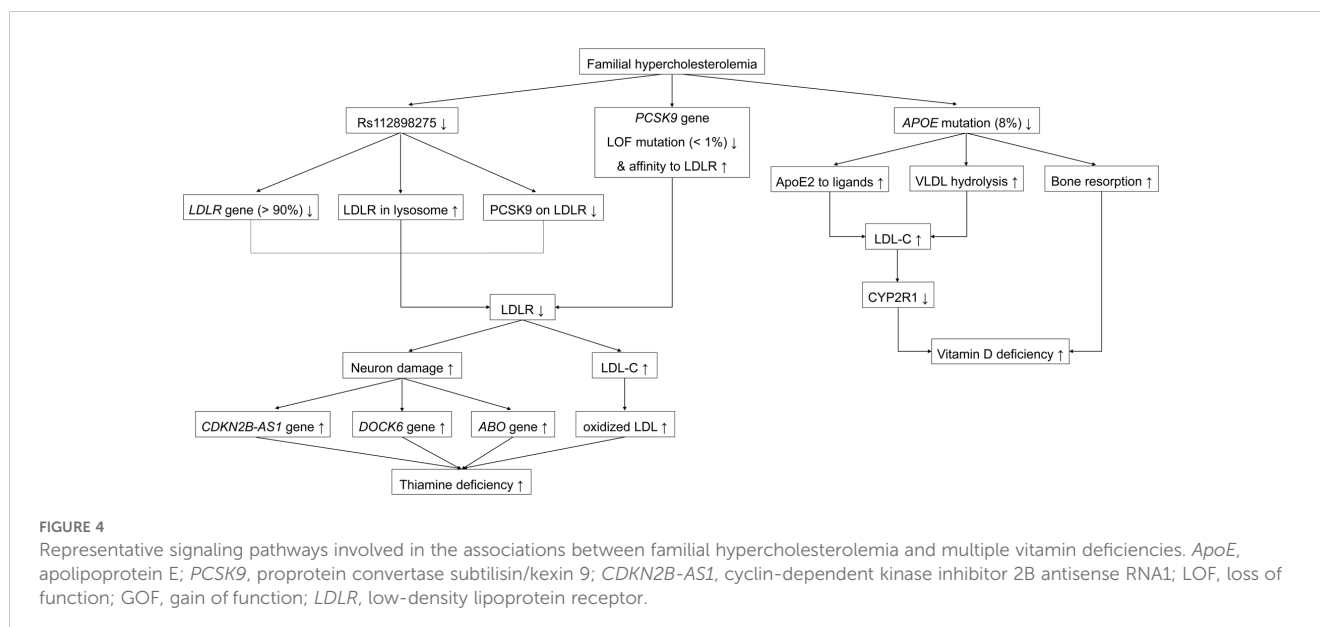 Familial hypercholesterolemia
Rs112898275 ↓
PCSK9 gene
LOF mutation (< 1%) ↓
& affinity to LDLR ↑
APOE mutation (8%) ↓
LDLR gene (> 90%) ↓
LDLR in lysosome ↑
PCSK9 on LDLR ↓
ApoE2 to ligands ↑
VLDL hydrolysis ↑
Bone resorption ↑
LDL-C ↑
CYP2R1 ↓
LDLR ↓
Vitamin D deficiency ↑
Neuron damage ↑
LDL-C ↑
CDKN2B-AS1 gene ↑
DOCK6 gene ↑
ABO gene ↑
oxidized LDL ↑
Thiamine deficiency ↑
FIGURE 4
Representative signaling pathways involved in the associations between familial hypercholesterolemia and multiple vitamin deficiencies. ApoE,
apolipoprotein E; PCSK9, proprotein convertase subtilisin/kexin 9; CDKN2B-AS1, cyclin-dependent kinase inhibitor 2B antisense RNA1; LOF, loss of
function; GOF, gain of function; LDLR, low-density lipoprotein receptor.